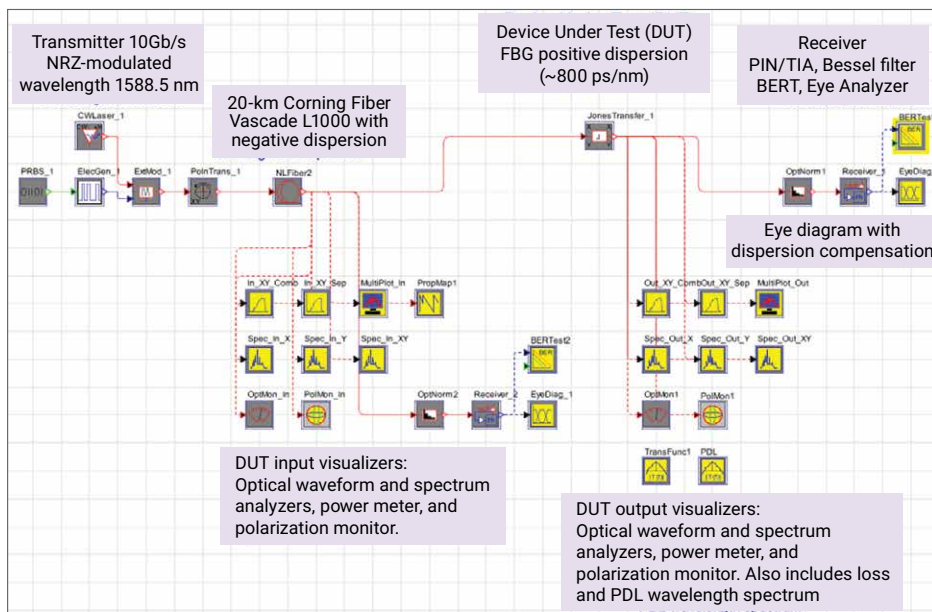 Transmitter 10Gb/s
NRZ-modulated
wavelength 1588.5 nm
20-km Corning Fiber
Vascade L1000 with
negative dispersion
Device Under Test (DUT)
FBG positive dispersion
(~800 ps/nm)
Receiver
PIN/TIA, Bessel filter
BERT, Eye Analyzer
CWLaser_1
JonesTransfer_1
BERTest
PRBS_1
ElecGen_1
ExtMod_1
PolnTrans_1
NLFiber2
OptNorm1
Receiver_1
EyeDiag_
Eye diagram with
dispersion compensation
In_XY_Comb
In_XY_Sep
MultiPlot_In
PropMap1
Out_XY_Comb
Out_XY_Sep
MultiPlot_Out
Spec_In_X
Spec_In_Y
Spec_In_XY
BERTest2
Spec_Out_X
Spec_Out_Y
Spec_Out_XY
OptMon_In
PolMon_In
OptNorm2
Receiver_2
EyeDiag_1
OptMon1
PolMon1
TransFunc1
PDL
DUT input visualizers:
Optical waveform and spectrum
analyzers, power meter, and
polarization monitor.
DUT output visualizers:
Optical waveform and spectrum
analyzers, power meter, and
polarization monitor. Also includes loss
and PDL wavelength spectrum